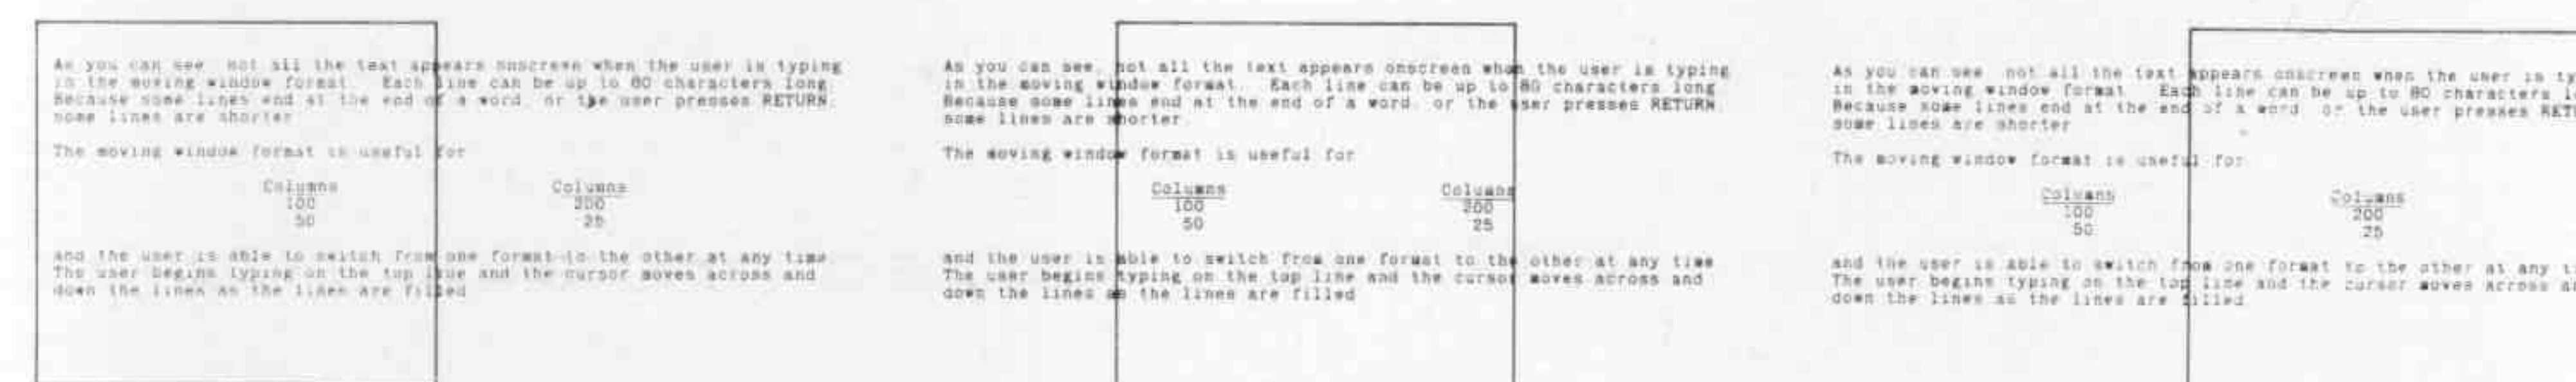 As you can see not all the text appears onscreen when the user is typing
in the moving window format Each line can be up to 80 characters long
Because some lines end at the end of a word or the user presses RETURN
some lines are shorter
The moving window format is useful for
Columns Columns
100 200
50 25
and the user is able to switch from one format to the other at any time
The user begins typing on the top line and the cursor moves across and
down the lines as the lines are filled
As you can see, not all the text appears onscreen when the user is typing
in the moving window format. Each line can be up to 80 characters long
Because some lines end at the end of a word or the user presses RETURN
some lines are shorter
The moving window format is useful for
Columns Columns
100 200
50 25
and the user is able to switch from one format to the other at any time
The user begins typing on the top line and the cursor moves across and
down the lines as the lines are filled
As you can see not all the text appears onscreen when the user is ty
in the moving window format Each line can be up to 80 characters lo
Because some lines end at the end of a word or the user presses RETU
some lines are shorter
The moving window format is useful for
Columns Columns
100 200
50 25
and the user is able to switch from one format to the other at any ti
The user begins typing on the top line and the cursor moves across an
down the lines as the lines are filled